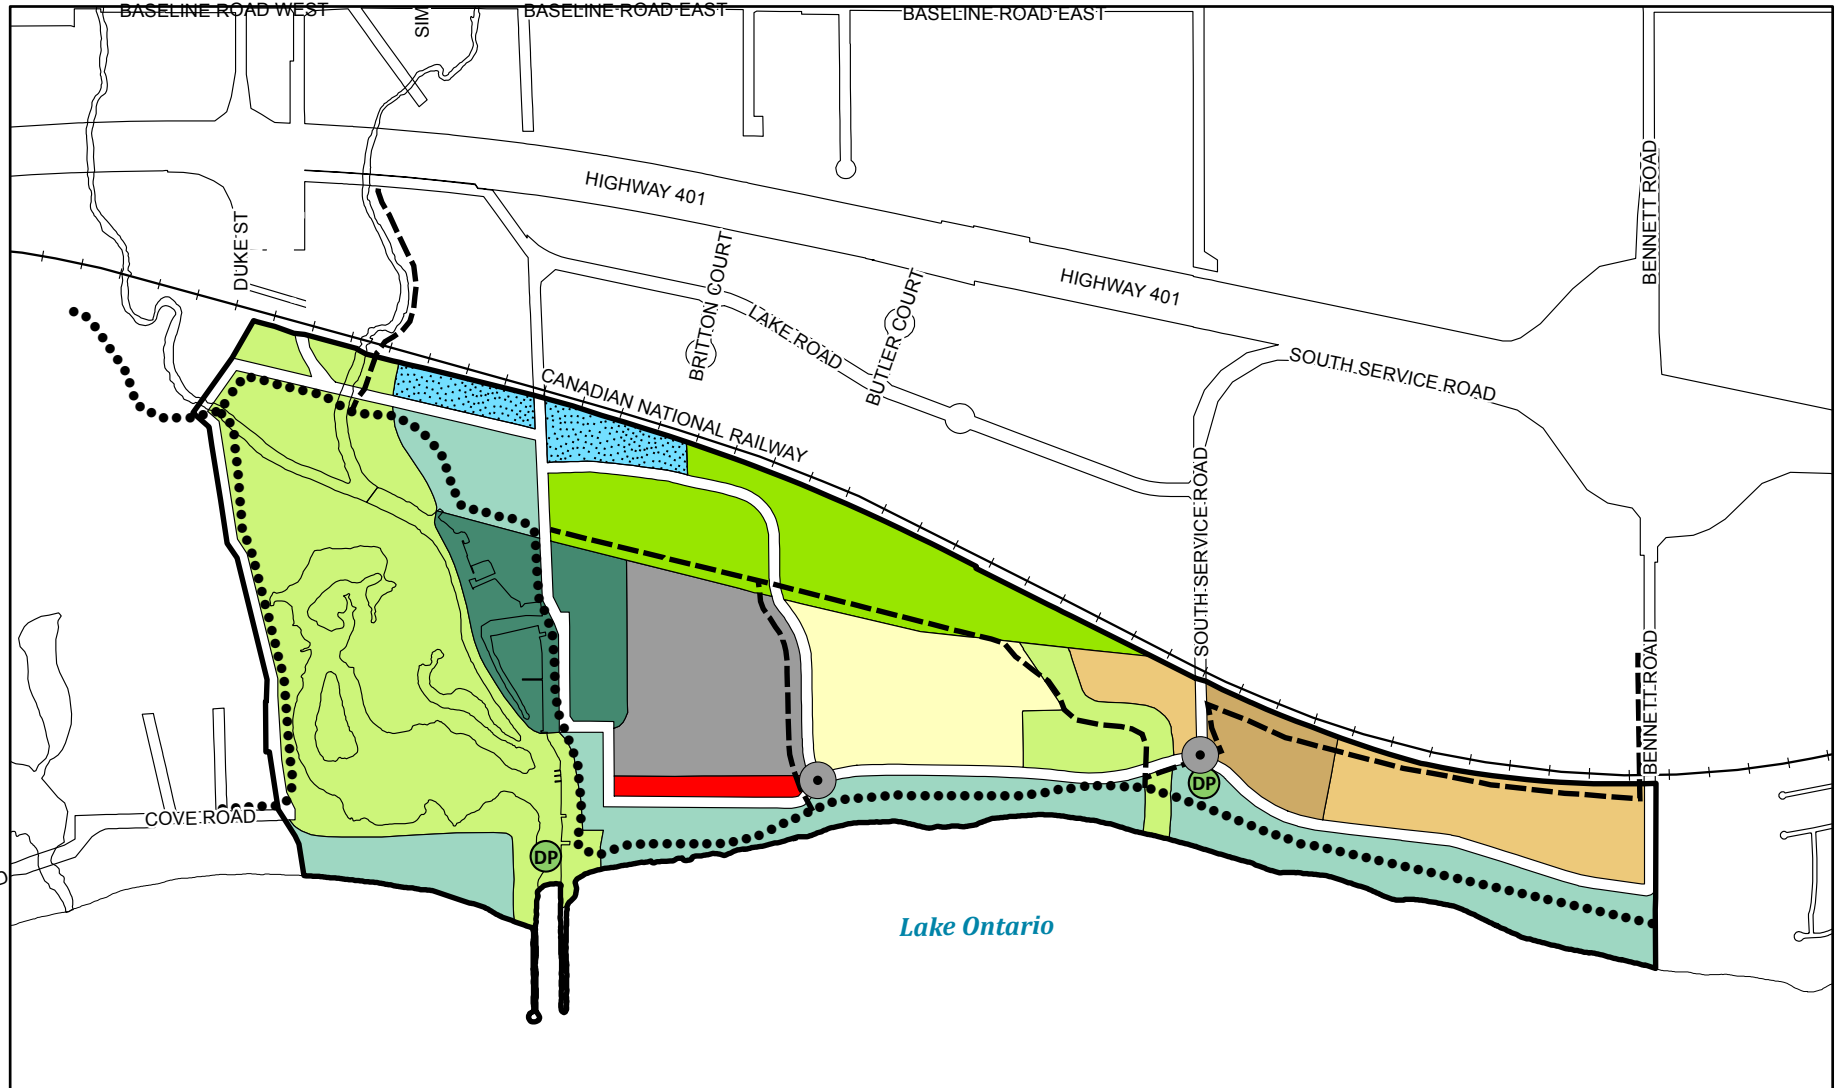 BASELINE ROAD WEST
SIM
BASELINE ROAD EAST
BASELINE ROAD EAST
HIGHWAY 401
BENNETT ROAD
DUKE ST
BRITTON COURT
BUTLER COURT
HIGHWAY 401
LAKE ROAD
SOUTH SERVICE ROAD
CANADIAN NATIONAL RAILWAY
SOUTH SERVICE ROAD
BENNETT ROAD
COVE ROAD
DP
DP
Lake Ontario